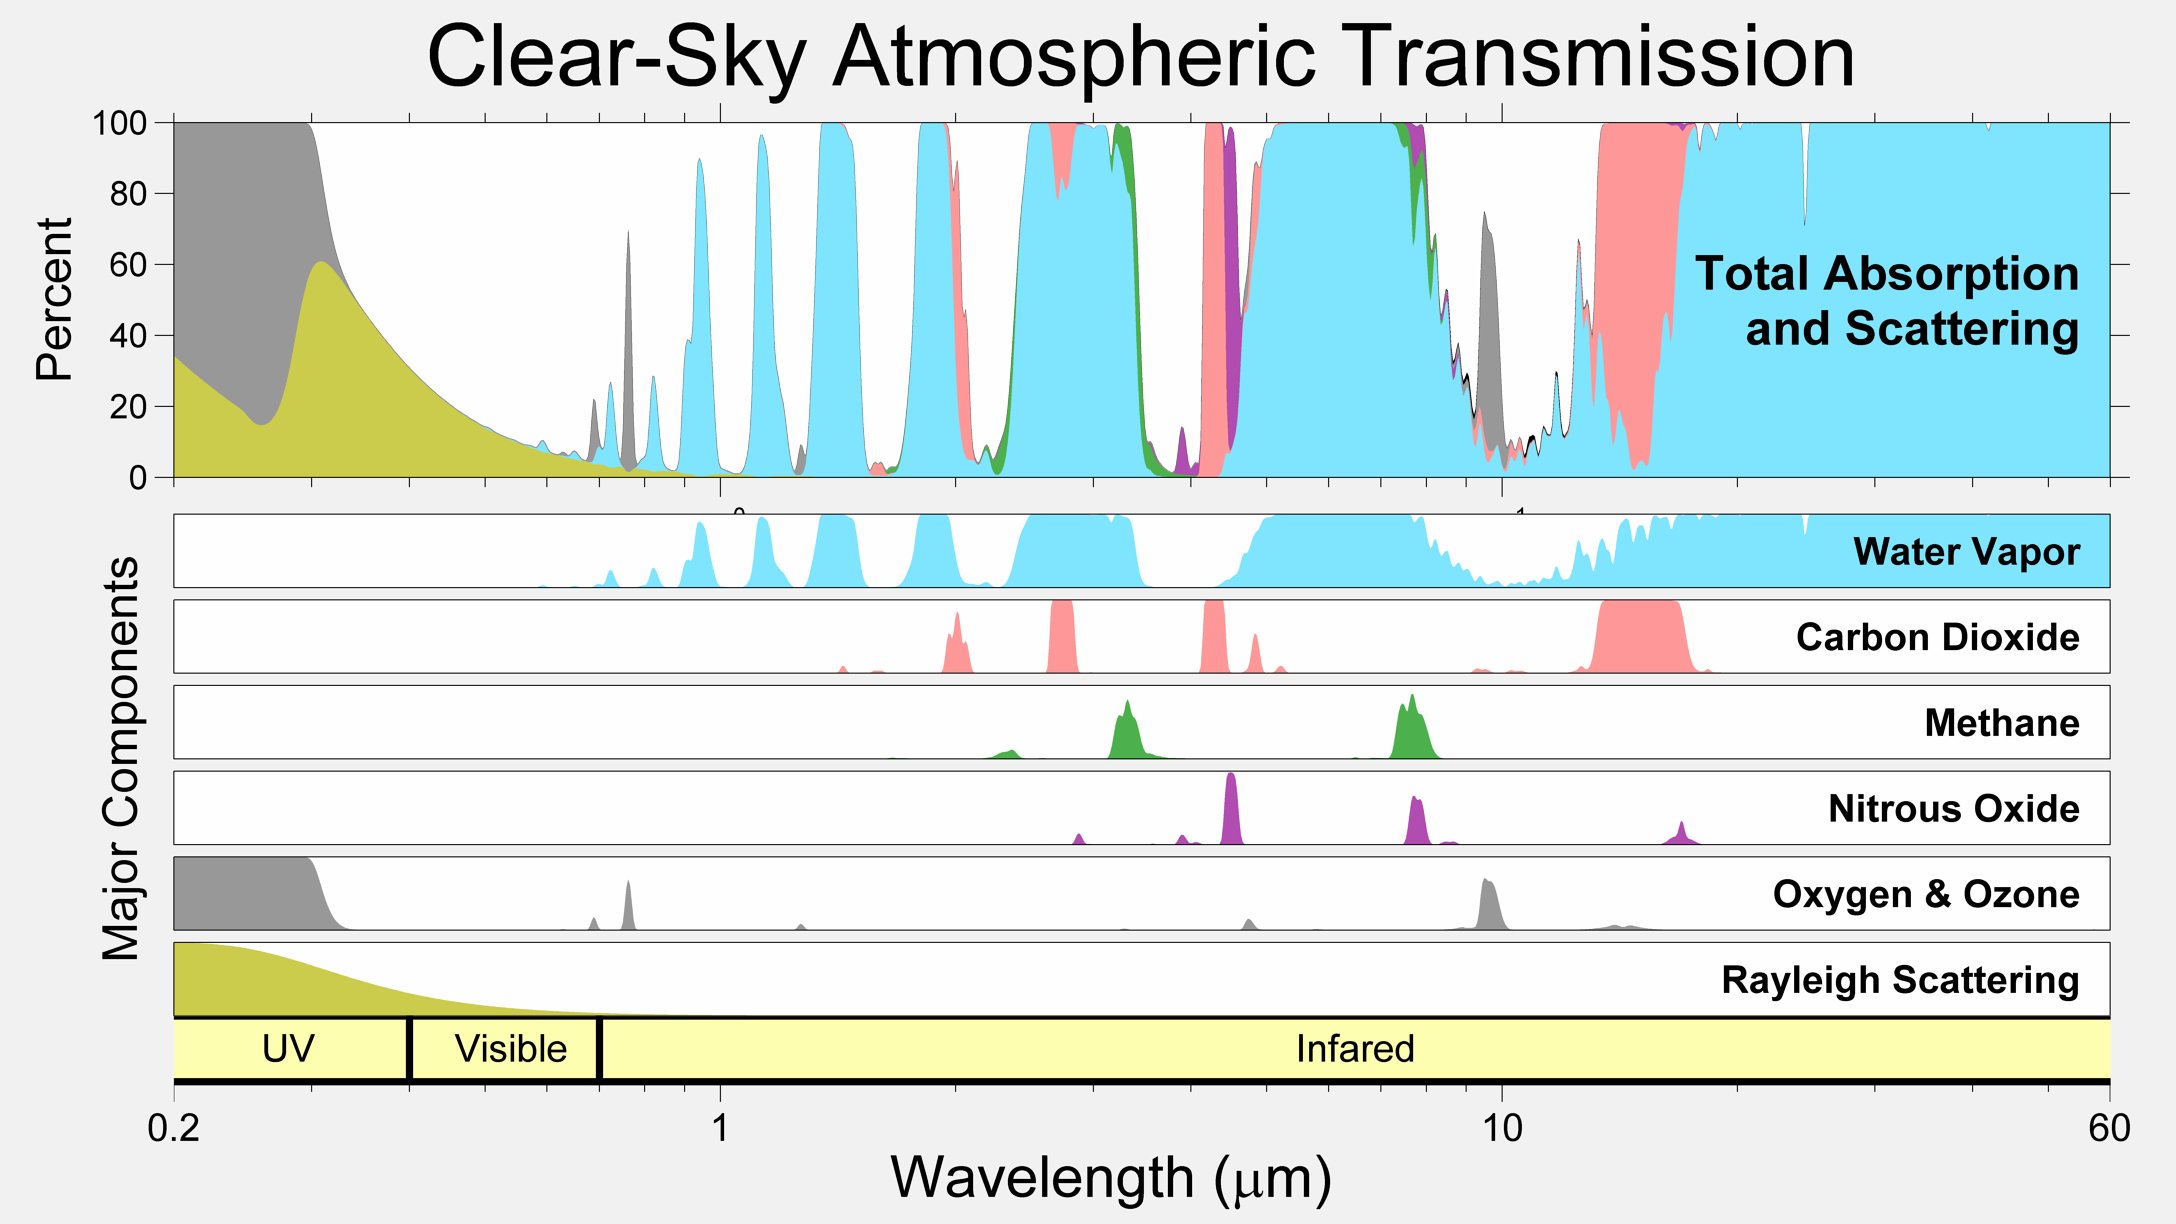 Clear-Sky Atmospheric Transmission
100
80
60
40
20
0
Percent
Total Absorption
and Scattering
Major Components
Water Vapor
Carbon Dioxide
Methane
Nitrous Oxide
Oxygen & Ozone
Rayleigh Scattering
UV
Visible
Infared
0.2
1
10
60
Wavelength (μm)